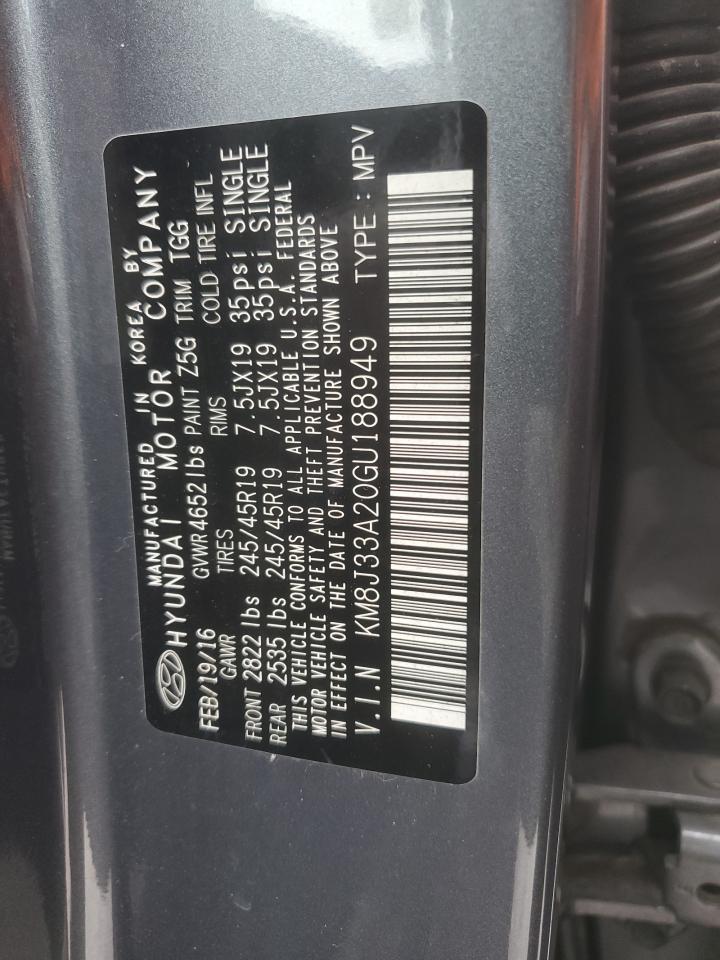 MANUFACTURED IN KOREA BY
HYUNDAI MOTOR COMPANY
FEB/19/16 GVWR4652lbs PAINT Z5G TRIM TGG
GAWR TIRES RIMS COLD TIRE INFL
FRONT 2822 lbs 245/45R19 7.5JX19 35psi SINGLE
REAR 2535 lbs 245/45R19 7.5JX19 35psi SINGLE
THIS VEHICLE CONFORMS TO ALL APPLICABLE U.S.A. FEDERAL
MOTOR VEHICLE SAFETY AND THEFT PREVENTION STANDARDS
IN EFFECT ON THE DATE OF MANUFACTURE SHOWN ABOVE
V.I.N KM8J33A20GU188949 TYPE : MPV